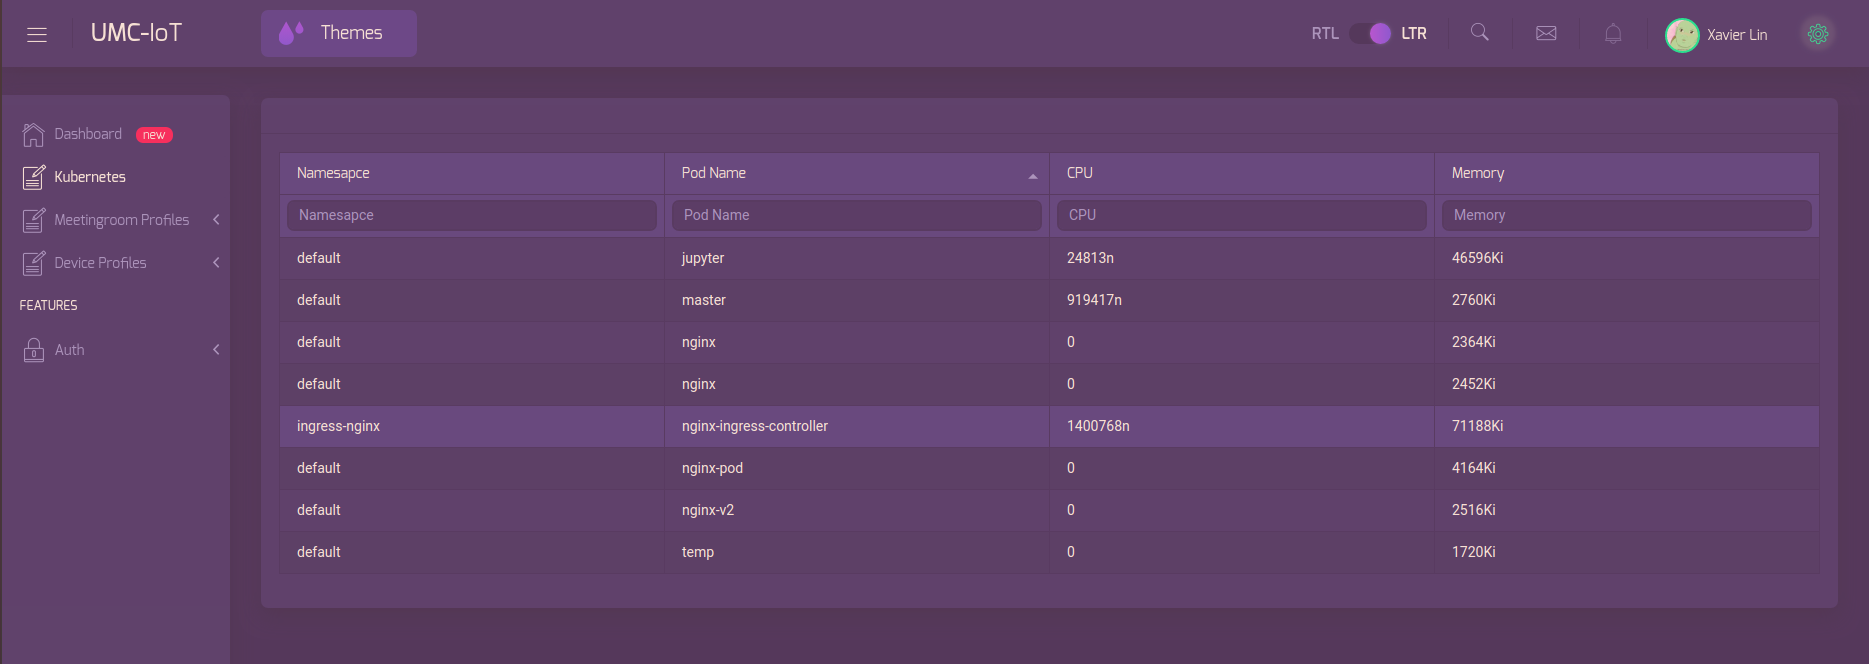 UMC-IoT Themes RTL LTR Xavier Lin
Dashboard new
Kubernetes
Meetingroom Profiles
Device Profiles
FEATURES
Auth
Namesapce Pod Name CPU Memory
Namesapce Pod Name CPU Memory
default jupyter 24813n 46596Ki
default master 919417n 2760Ki
default nginx 0 2364Ki
default nginx 0 2452Ki
ingress-nginx nginx-ingress-controller 1400768n 71188Ki
default nginx-pod 0 4164Ki
default nginx-v2 0 2516Ki
default temp 0 1720Ki